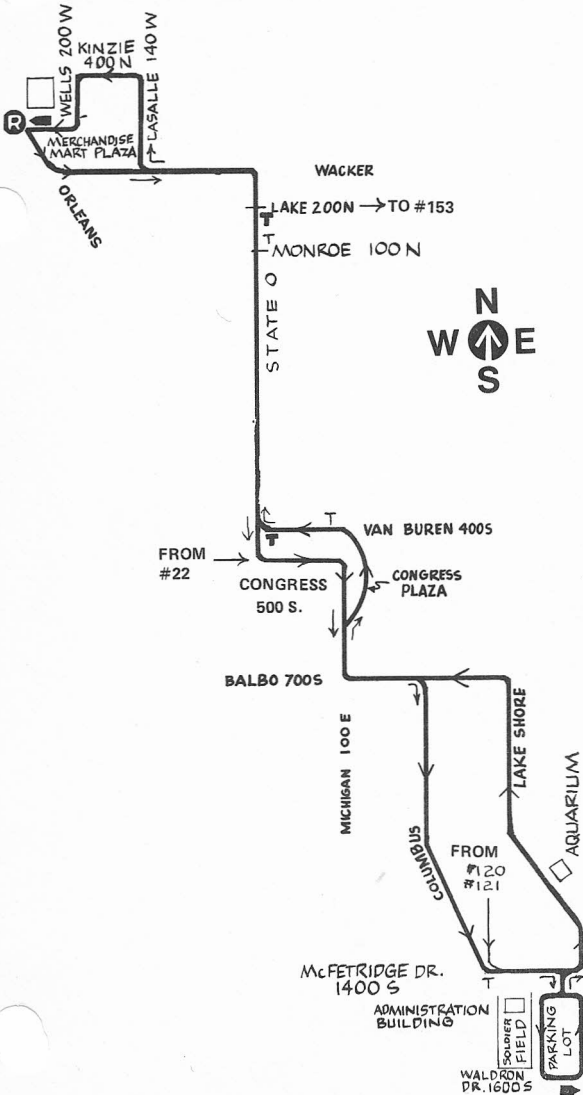 WELLS 200 W
KINZIE
400 N
LASALLE 140 W
R
MERCHANDISE
MART PLAZA
ORLEANS
WACKER
LAKE 200N → TO #153
T
T
MONROE 100 N
STATE O
N
W E
S
T
VAN BUREN 400S
T
FROM
#22
CONGRESS
500 S.
CONGRESS
PLAZA
BALBO 700S
MICHIGAN 100 E
LAKE SHORE
COLUMBUS
AQUARIUM
FROM
#120
#121
McFETRIDGE DR.
1400 S
T
ADMINISTRATION
BUILDING
SOLDIER
FIELD
PARKING
LOT
WALDRON
DR. 1600S